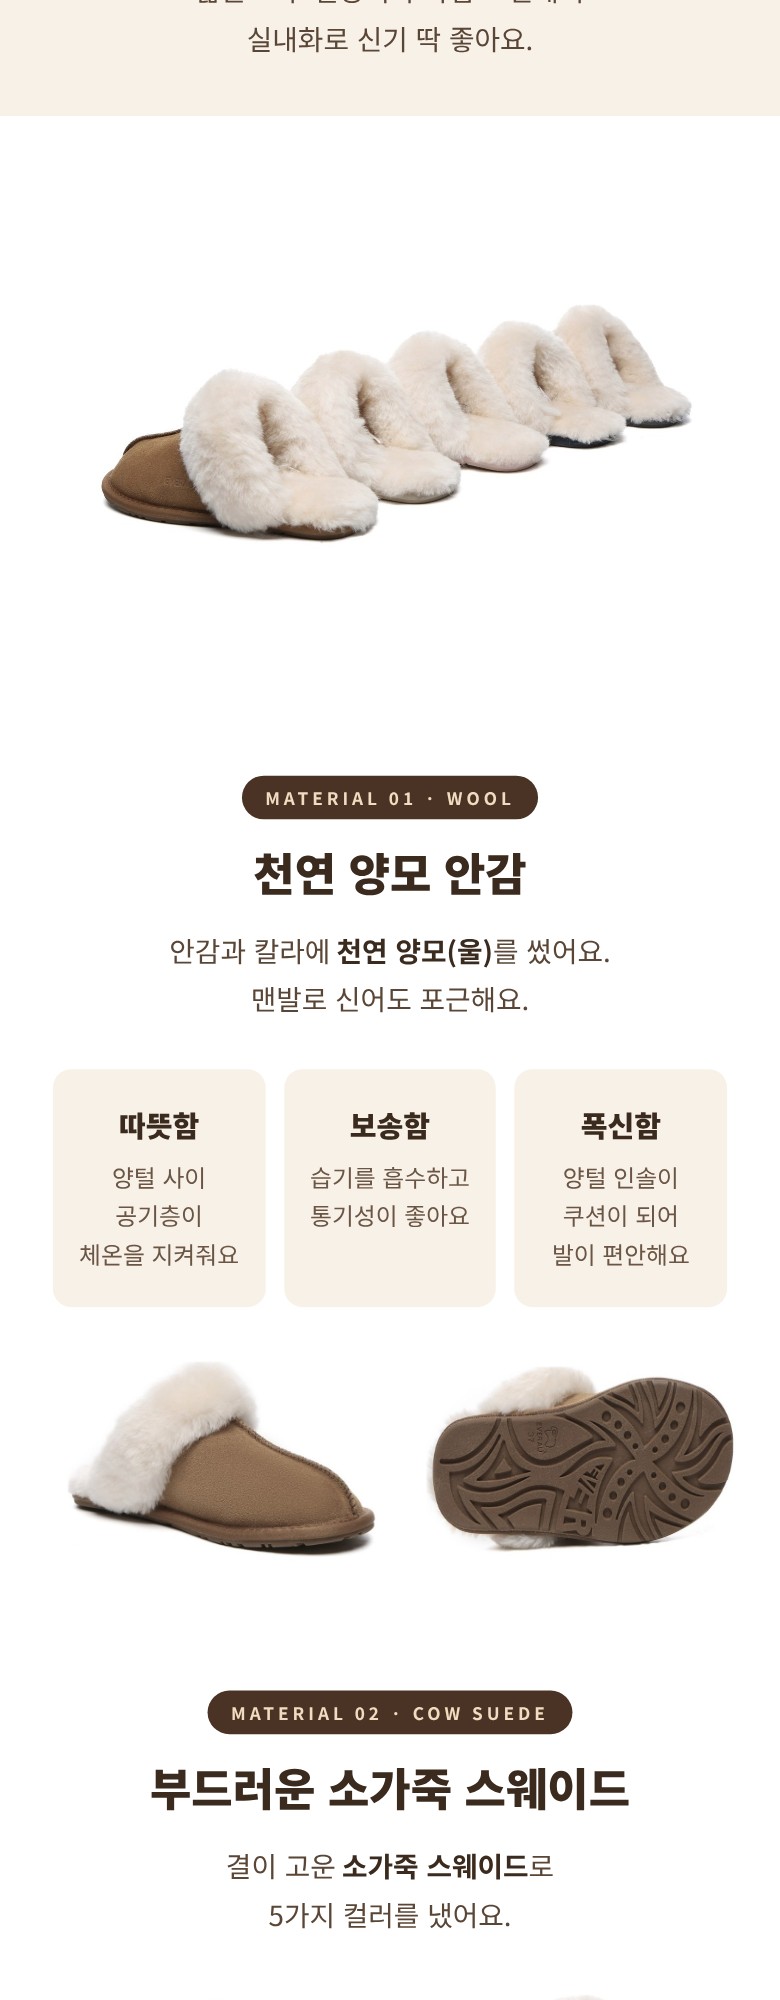 실내화로 신기 딱 좋아요.
MATERIAL 01 · WOOL
천연 양모 안감
안감과 칼라에 천연 양모(울)를 썼어요.
맨발로 신어도 포근해요.
따뜻함
양털 사이
공기층이
체온을 지켜줘요
보송함
습기를 흡수하고
통기성이 좋아요
폭신함
양털 인솔이
쿠션이 되어
발이 편안해요
EVER
MATERIAL 02 · COW SUEDE
부드러운 소가죽 스웨이드
결이 고운 소가죽 스웨이드로
5가지 컬러를 냈어요.